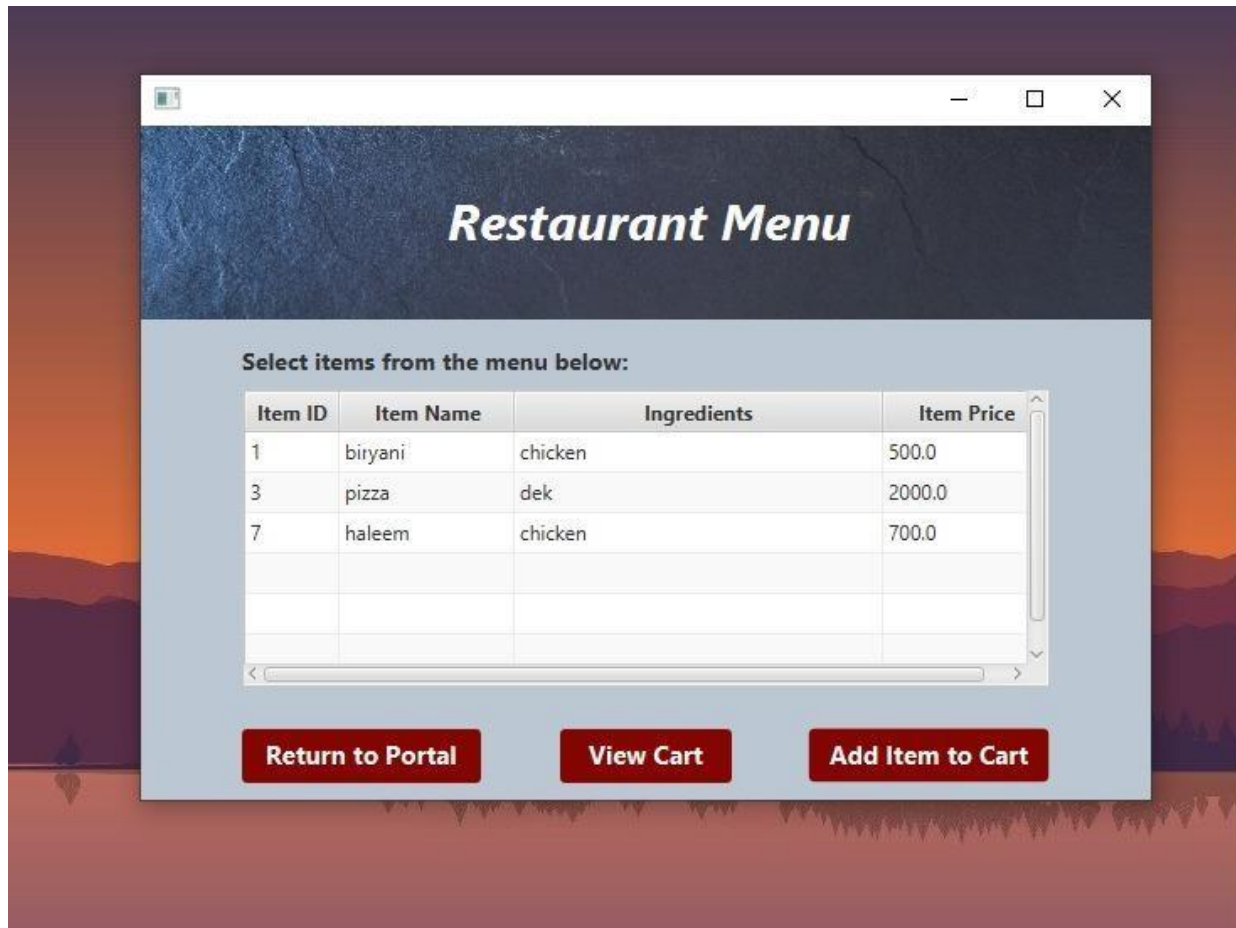 Restaurant Menu
Select items from the menu below:
Item ID Item Name Ingredients Item Price
1 biryani chicken 500.0
3 pizza dek 2000.0
7 haleem chicken 700.0
Return to Portal View Cart Add Item to Cart